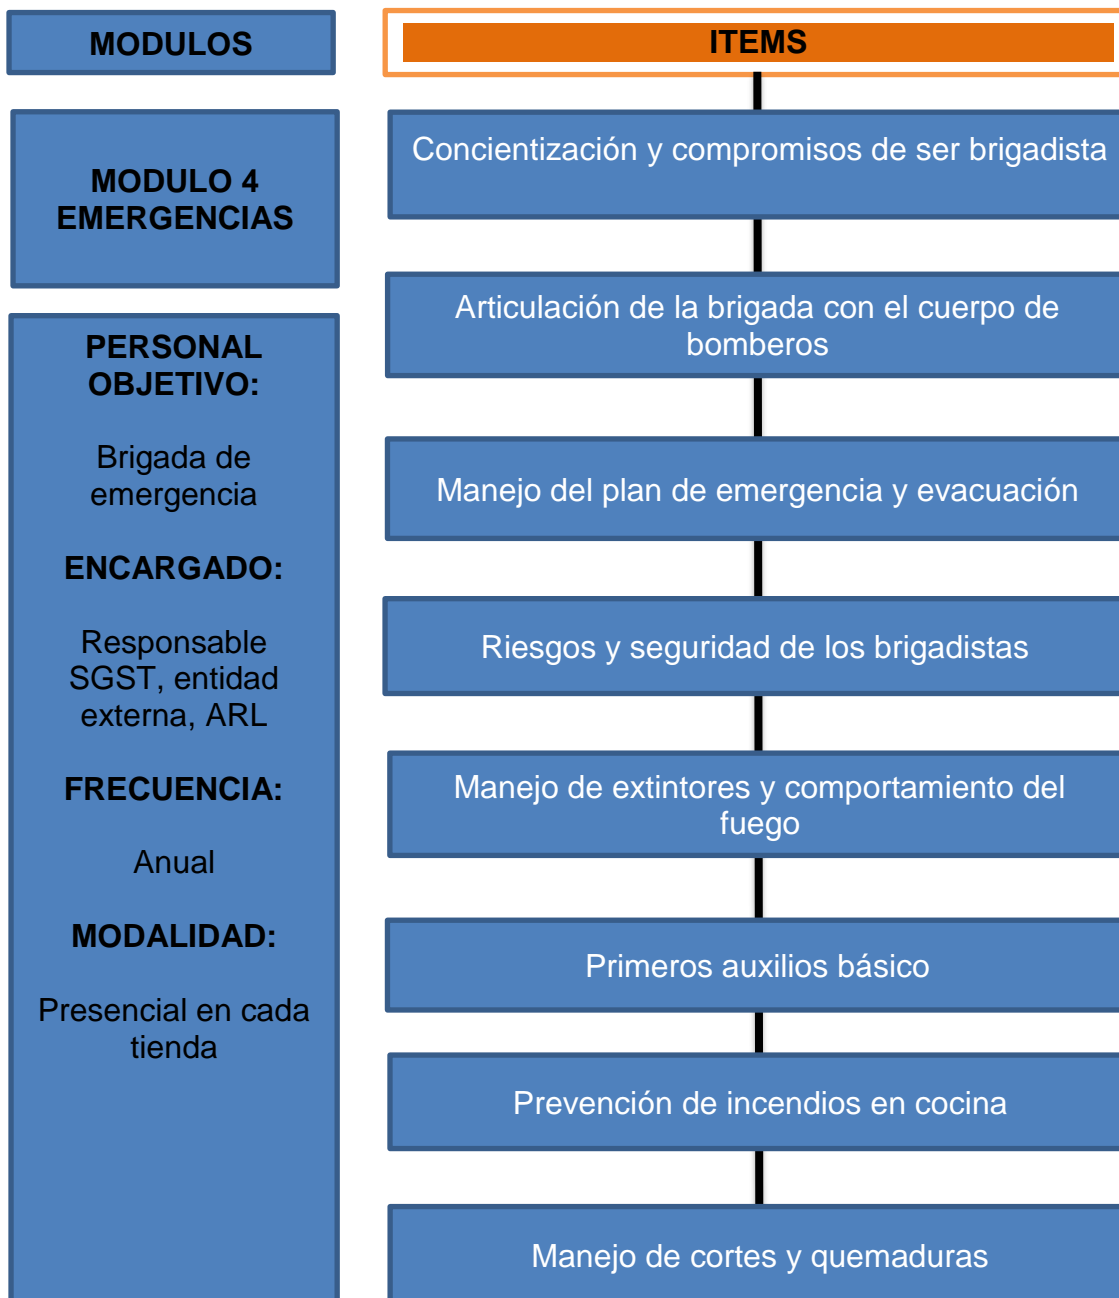 MODULOS
ITEMS
MODULO 4
EMERGENCIAS
PERSONAL
OBJETIVO:
Brigada de
emergencia
ENCARGADO:
Responsable
SGST, entidad
externa, ARL
FRECUENCIA:
Anual
MODALIDAD:
Presencial en cada
tienda
Concientización y compromisos de ser brigadista
Articulación de la brigada con el cuerpo de
bomberos
Manejo del plan de emergencia y evacuación
Riesgos y seguridad de los brigadistas
Manejo de extintores y comportamiento del
fuego
Primeros auxilios básico
Prevención de incendios en cocina
Manejo de cortes y quemaduras